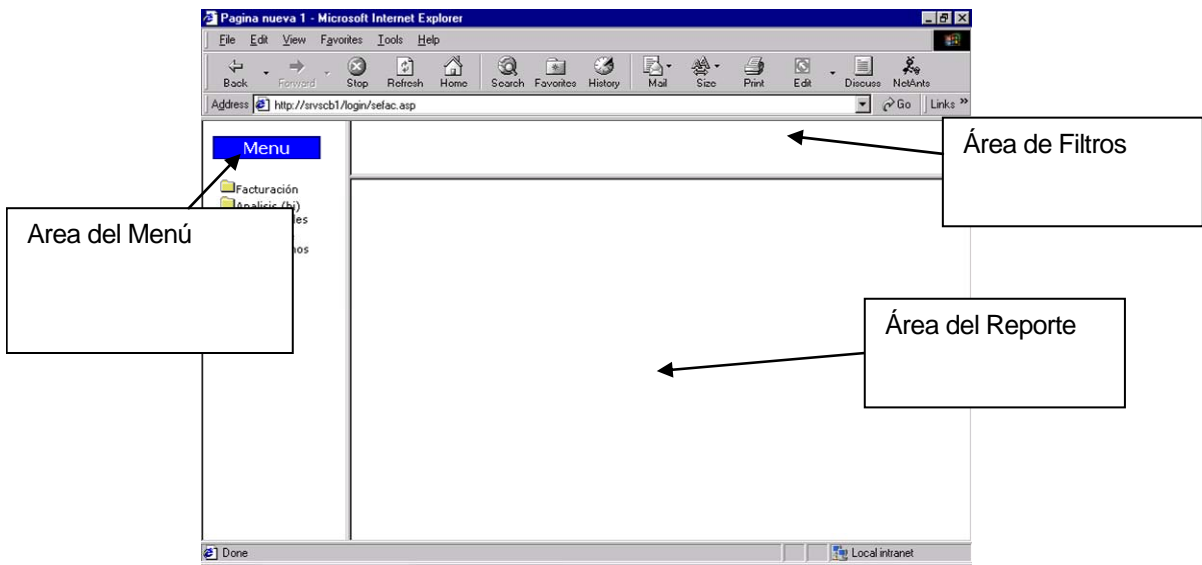 Pagina nueva 1 - Microsoft Internet Explorer
File Edit View Favorites Tools Help
Back Forward Stop Refresh Home Search Favorites History Mail Size Print Edit Discuss NetAnts
Address http://srvscb1/login/sefac.asp Go Links »
Menu
Área de Filtros
Facturación
Analisis (bi)
Area del Menú
Área del Reporte
Done
Local intranet